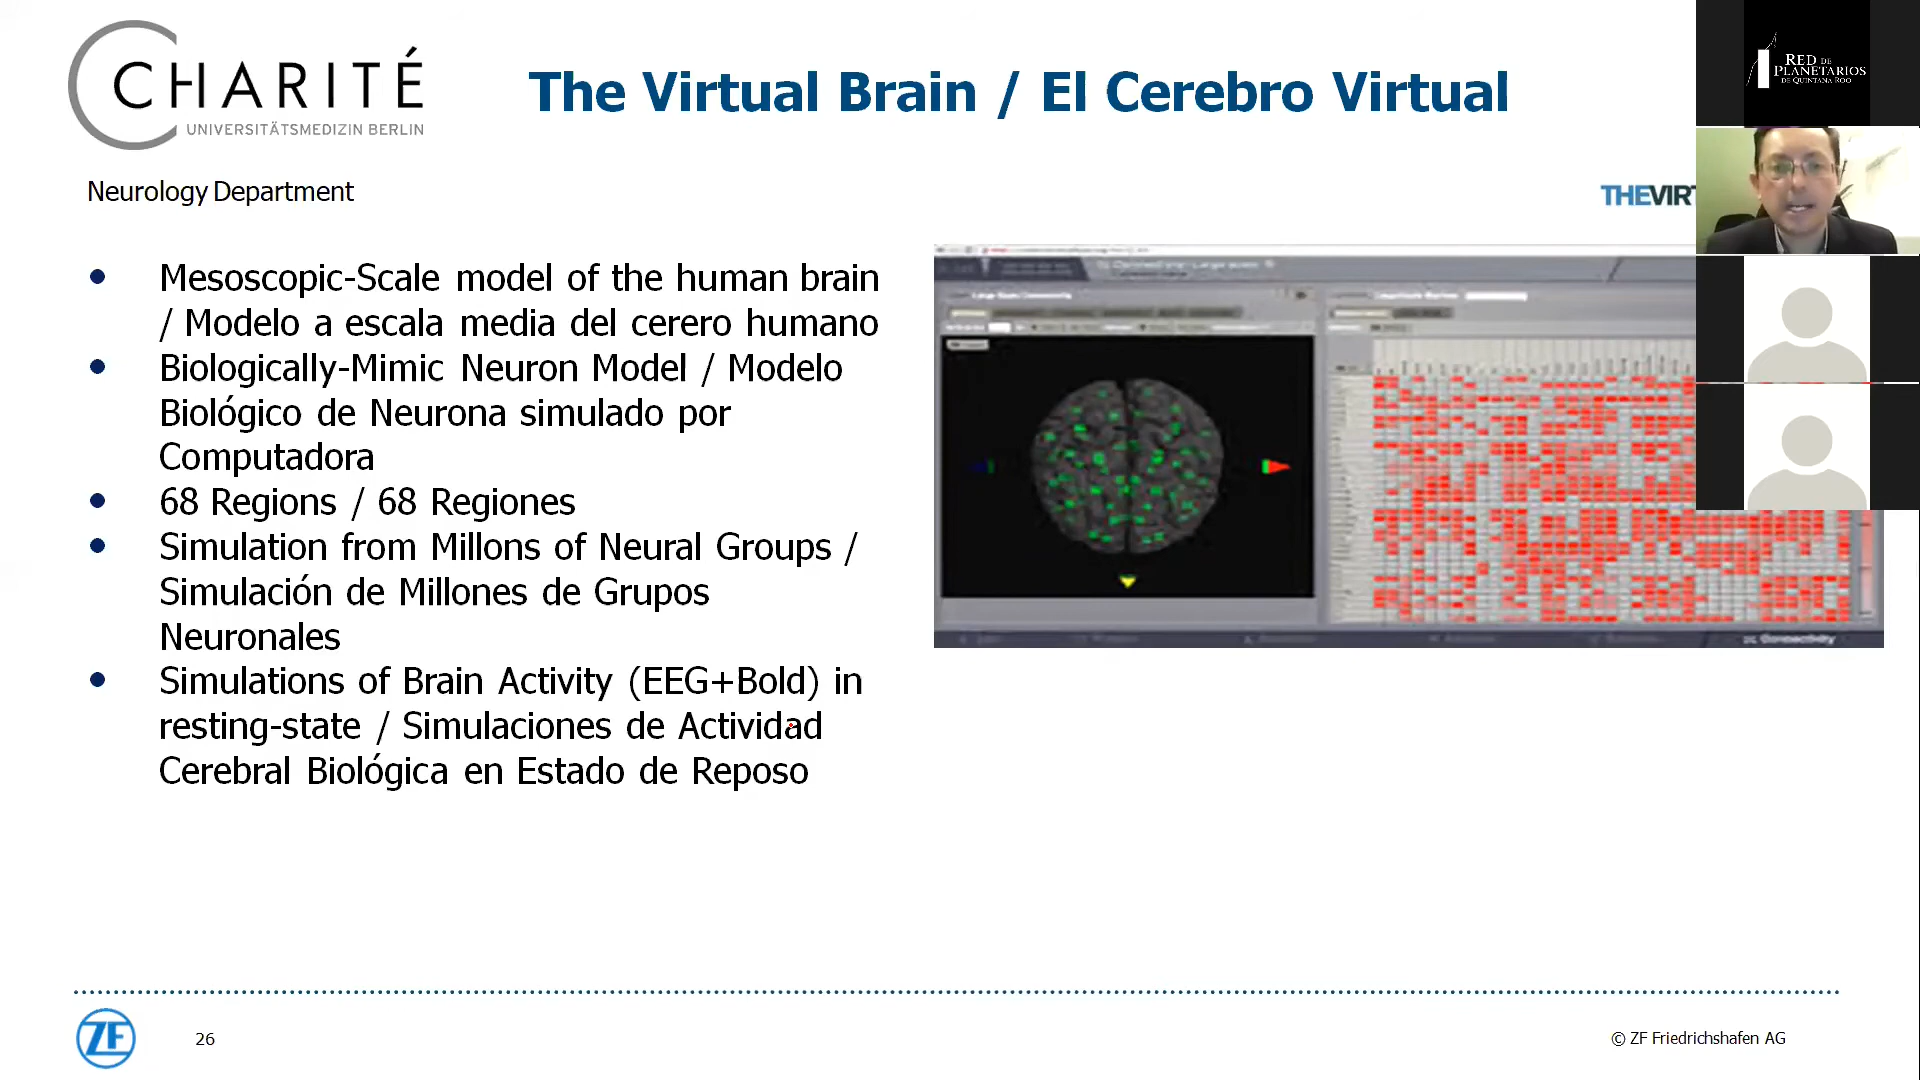 CHARITÉ
UNIVERSITÄTSMEDIZIN BERLIN
The Virtual Brain / El Cerebro Virtual
RED DE
PLANETARIOS
DE QUINTANA ROO
Neurology Department
THEVIR
• Mesoscopic-Scale model of the human brain
/ Modelo a escala media del cerero humano
• Biologically-Mimic Neuron Model / Modelo
Biológico de Neurona simulado por
Computadora
• 68 Regions / 68 Regiones
• Simulation from Millons of Neural Groups /
Simulación de Millones de Grupos
Neuronales
• Simulations of Brain Activity (EEG+Bold) in
resting-state / Simulaciones de Actividad
Cerebral Biológica en Estado de Reposo
Connectivity
ZF
26
© ZF Friedrichshafen AG